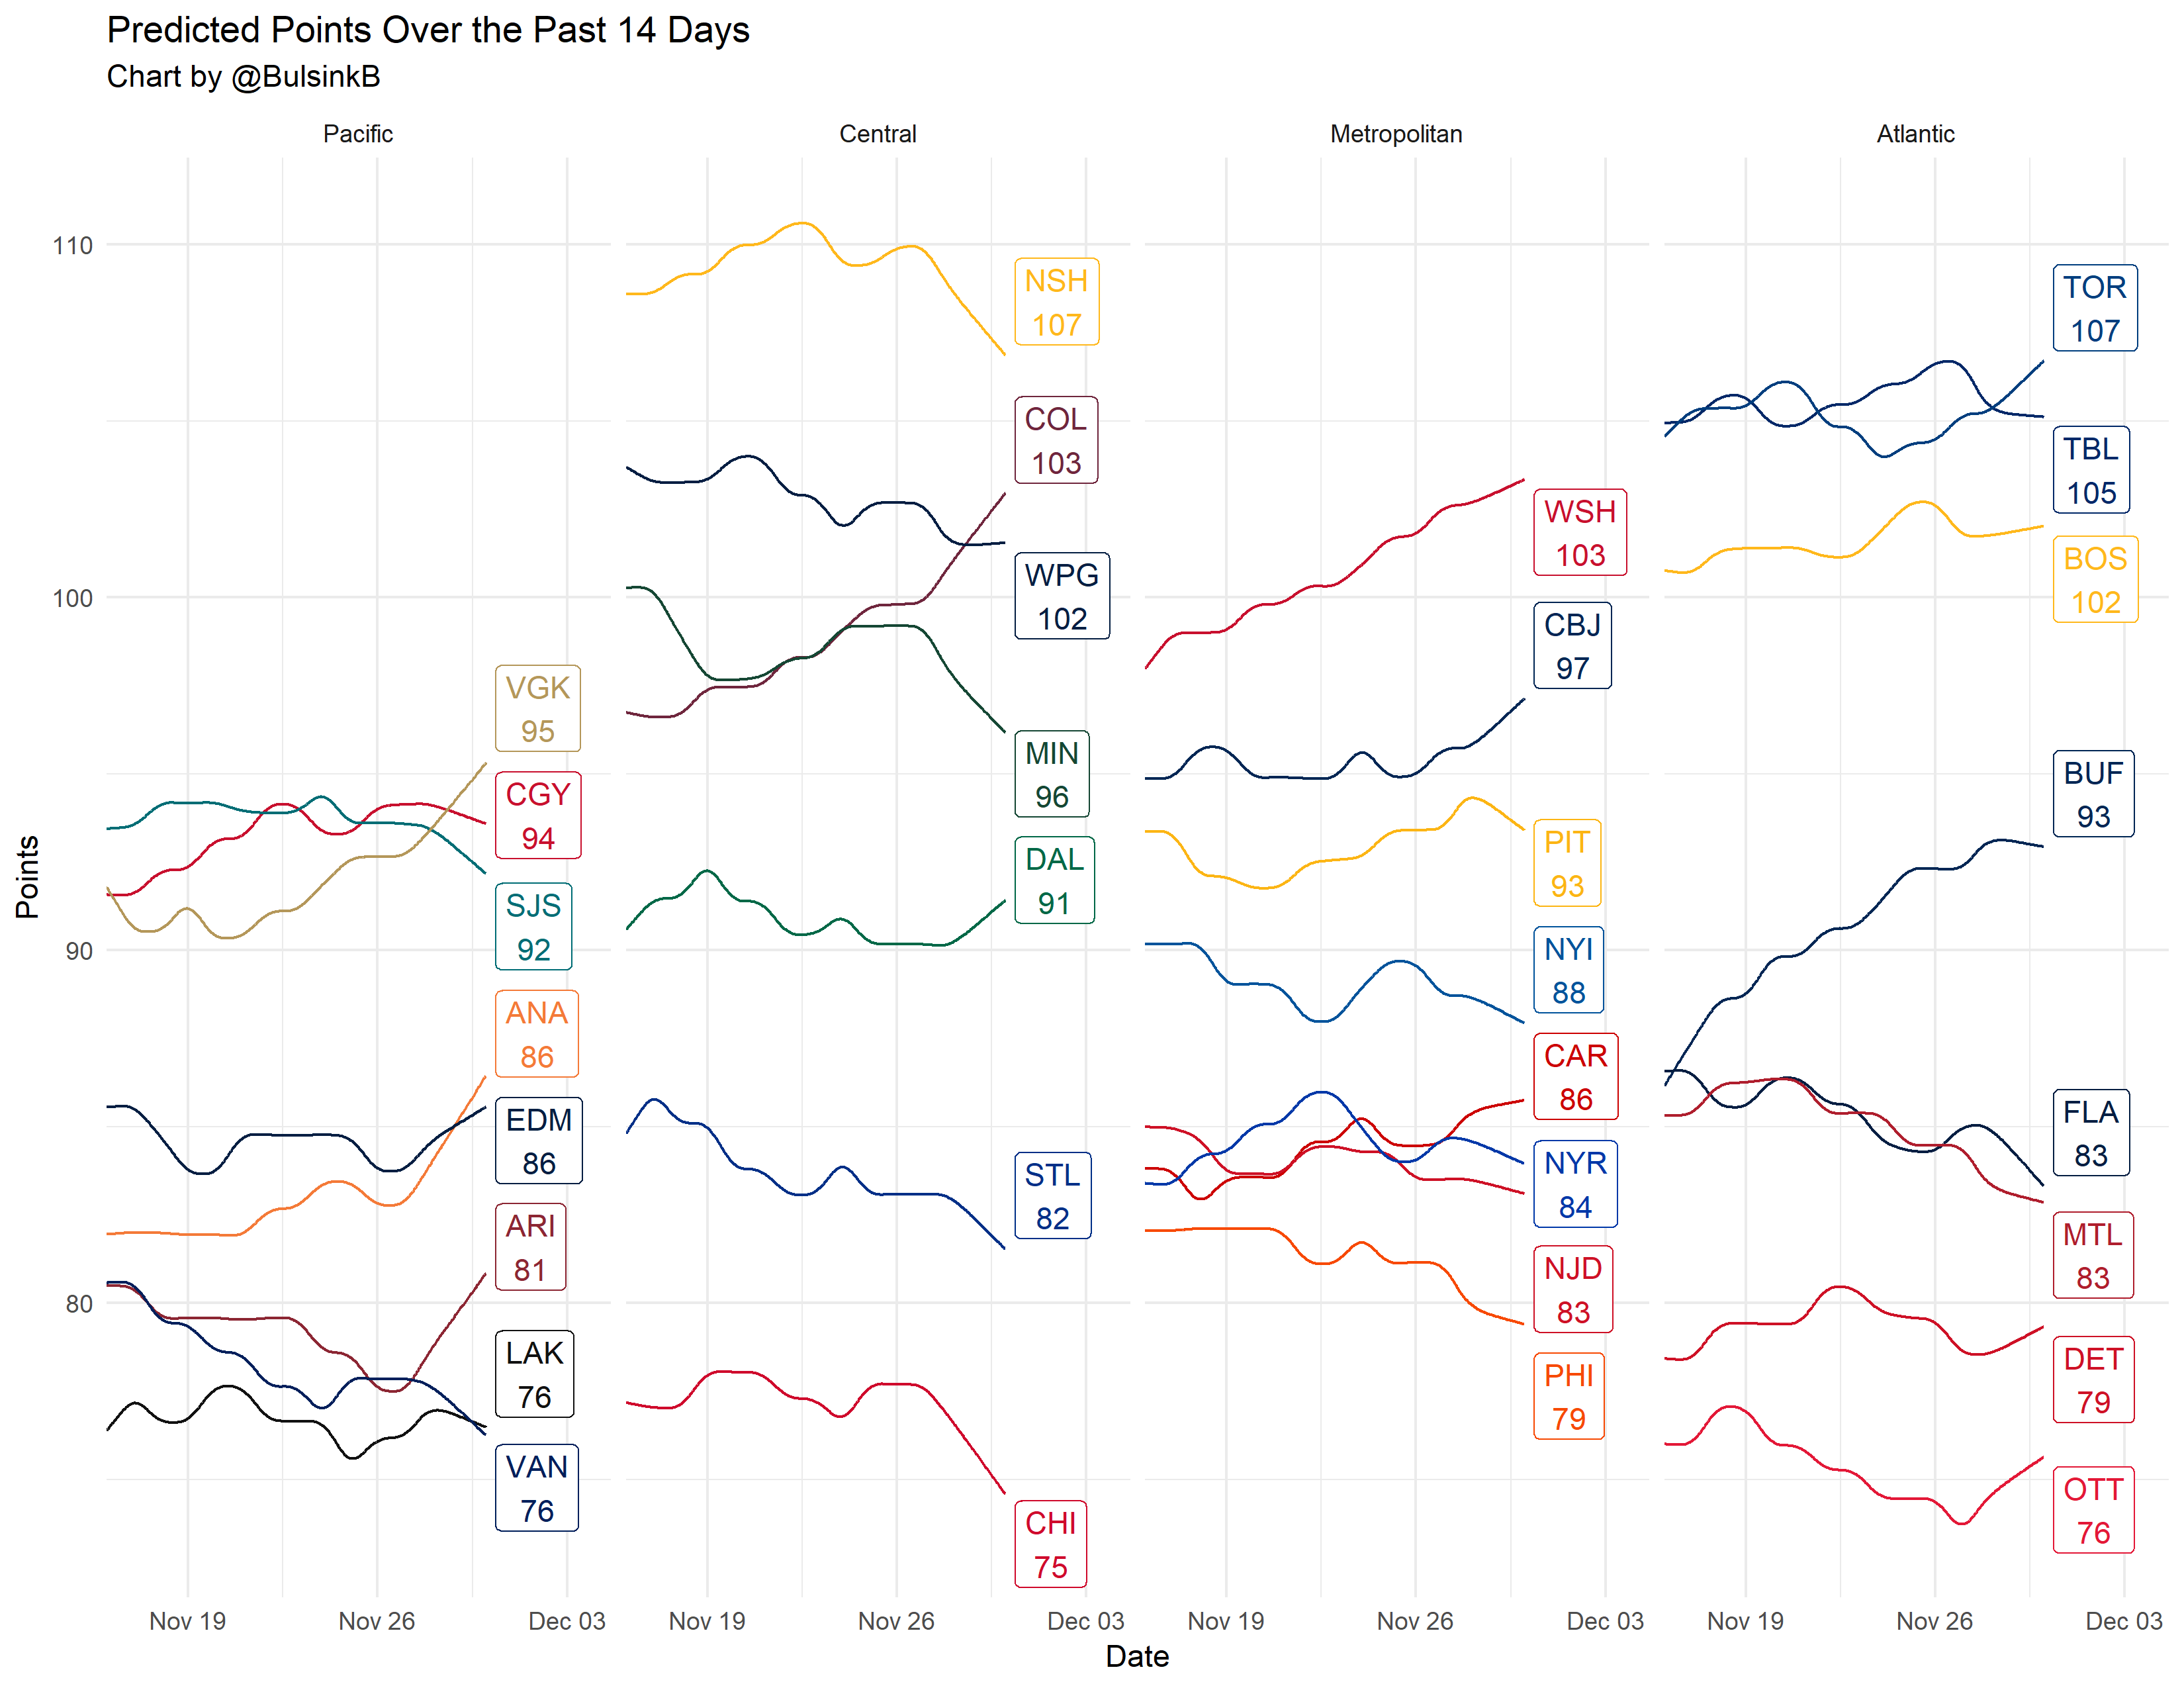 Predicted Points Over the Past 14 Days
Chart by @BulsinkB
Pacific
Central
Metropolitan
Atlantic
Points
110
100
90
80
VGK
95
CGY
94
SJS
92
ANA
86
EDM
86
ARI
81
LAK
76
VAN
76
NSH
107
COL
103
WPG
102
MIN
96
DAL
91
STL
82
CHI
75
WSH
103
CBJ
97
PIT
93
NYI
88
CAR
86
NYR
84
NJD
83
PHI
79
TOR
107
TBL
105
BOS
102
BUF
93
FLA
83
MTL
83
DET
79
OTT
76
Nov 19
Nov 26
Dec 03
Nov 19
Nov 26
Dec 03
Nov 19
Nov 26
Dec 03
Nov 19
Nov 26
Dec 03
Date